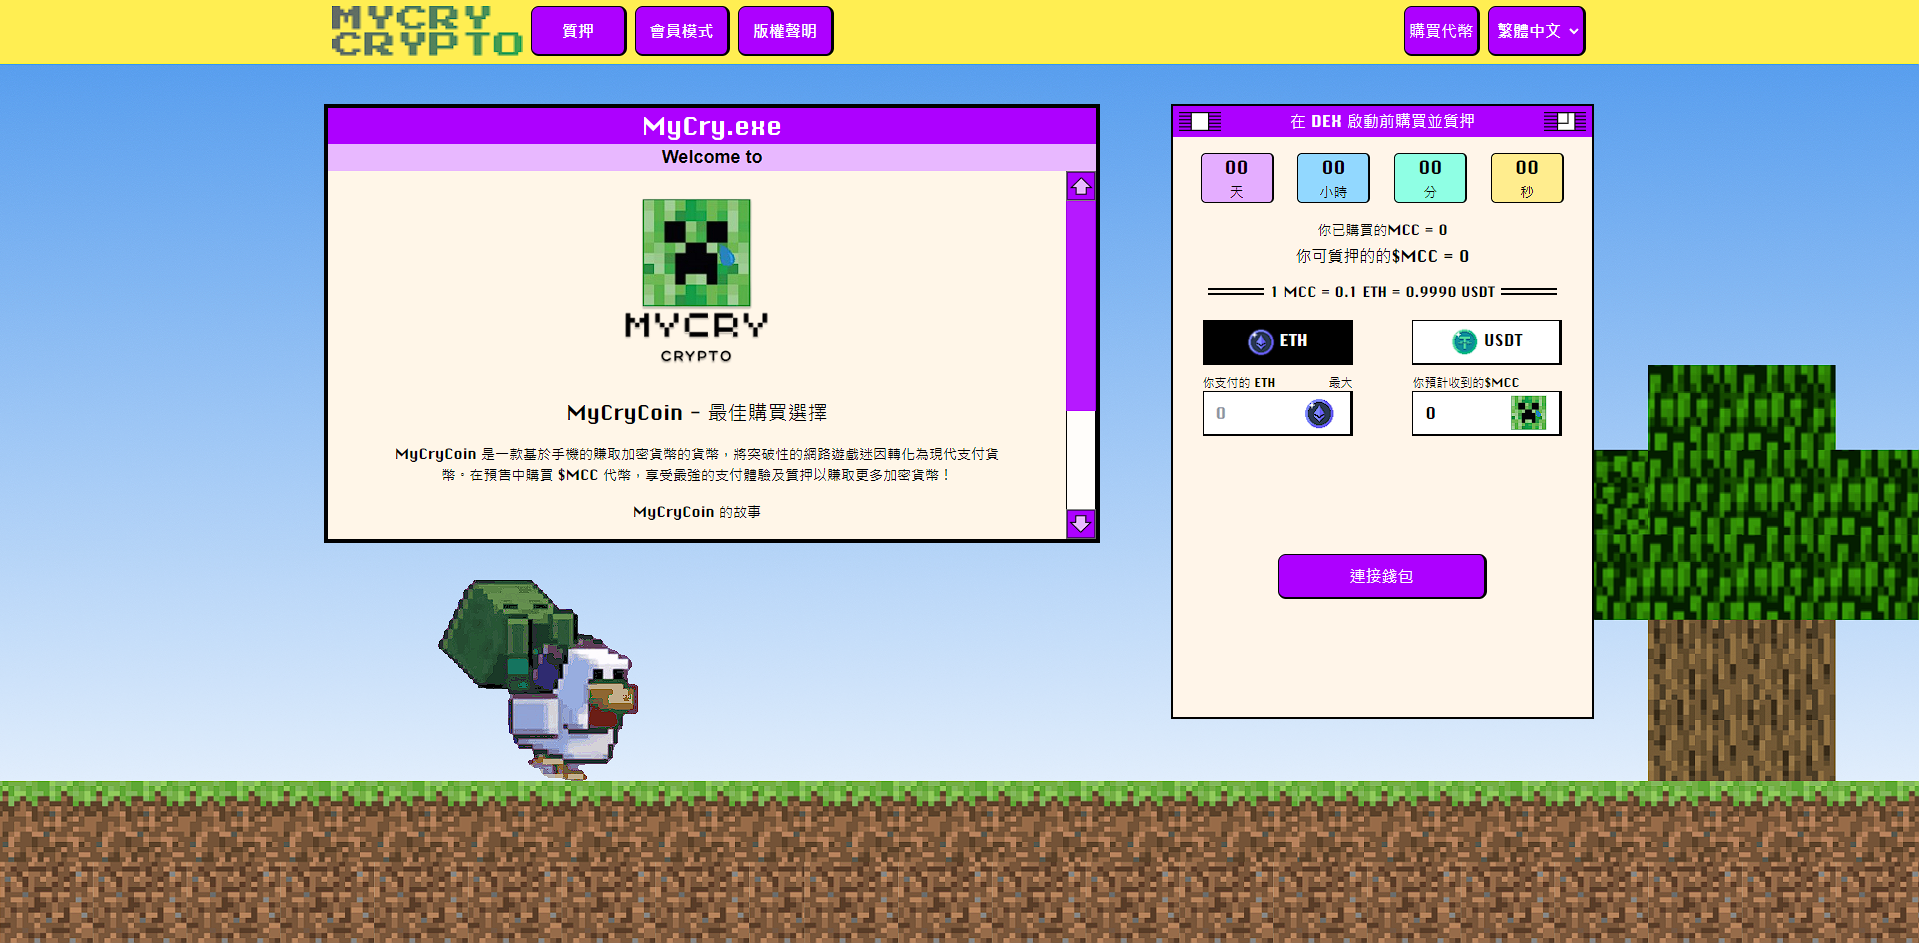 MYCRY
CRYPTO
質押
會員模式
版權聲明
購買代幣
繁體中文
MyCry.exe
Welcome to
MYCRY
CRYPTO
MyCryCoin - 最佳購買選擇
MyCryCoin 是一款基於手機的賺取加密貨幣的貨幣，將突破性的網路遊戲迷因轉化為現代支付貨
幣。在預售中購買 $MCC 代幣，享受最強的支付體驗及質押以賺取更多加密貨幣！
MyCryCoin 的故事
在 DEX 啟動前購買並質押
00 00 00 00
天 小時 分 秒
你已購買的MCC = 0
你可質押的的$MCC = 0
1 MCC = 0.1 ETH = 0.9990 USDT
ETH USDT
你支付的 ETH 最大 你預計收到的$MCC
0 0
連接錢包